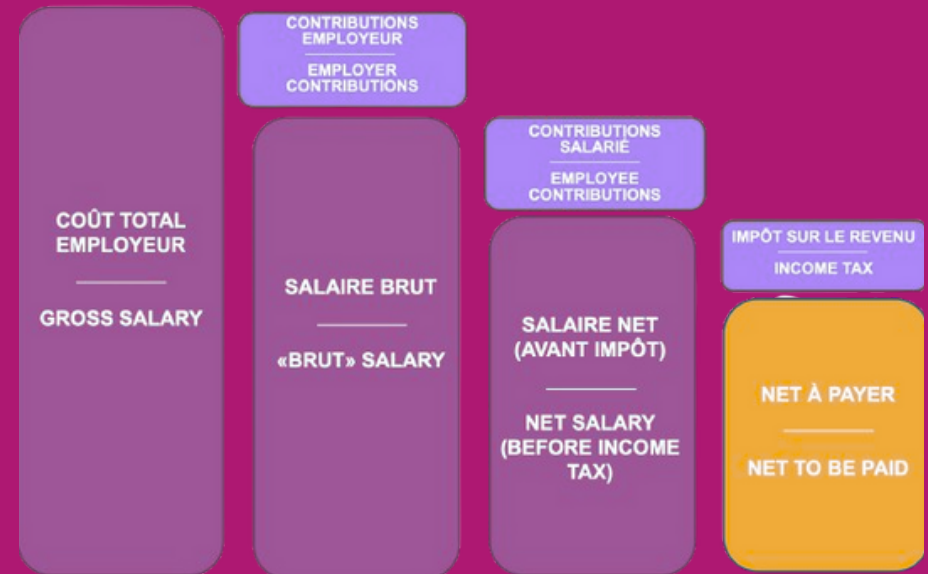 COÛT TOTAL
EMPLOYEUR
GROSS SALARY
CONTRIBUTIONS
EMPLOYEUR
EMPLOYER
CONTRIBUTIONS
SALAIRE BRUT
«BRUT» SALARY
CONTRIBUTIONS
SALARIÉ
EMPLOYEE
CONTRIBUTIONS
SALAIRE NET
(AVANT IMPÔT)
NET SALARY
(BEFORE INCOME
TAX)
IMPÔT SUR LE REVENU
INCOME TAX
NET À PAYER
NET TO BE PAID